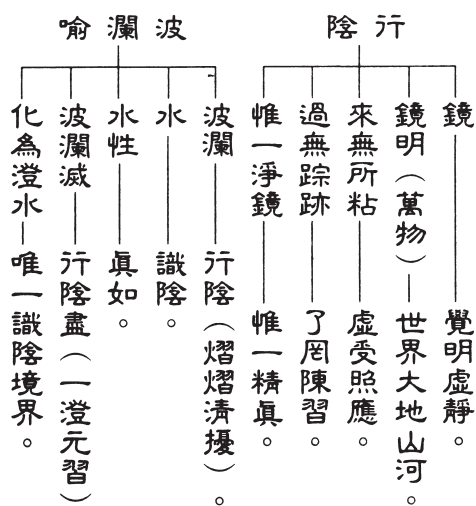 行陰
鏡—覺明虛靜。
鏡明（萬物）—世界大地山河。
來無所粘—虛受照應。
過無踪跡—了罔陳習。
惟一淨鏡—惟一精眞。
波瀾喻
波瀾—行陰（熠熠清擾）。
水—識陰。
水性—眞如。
波瀾滅—行陰盡（一澄元習）
化為澄水—唯一識陰境界。